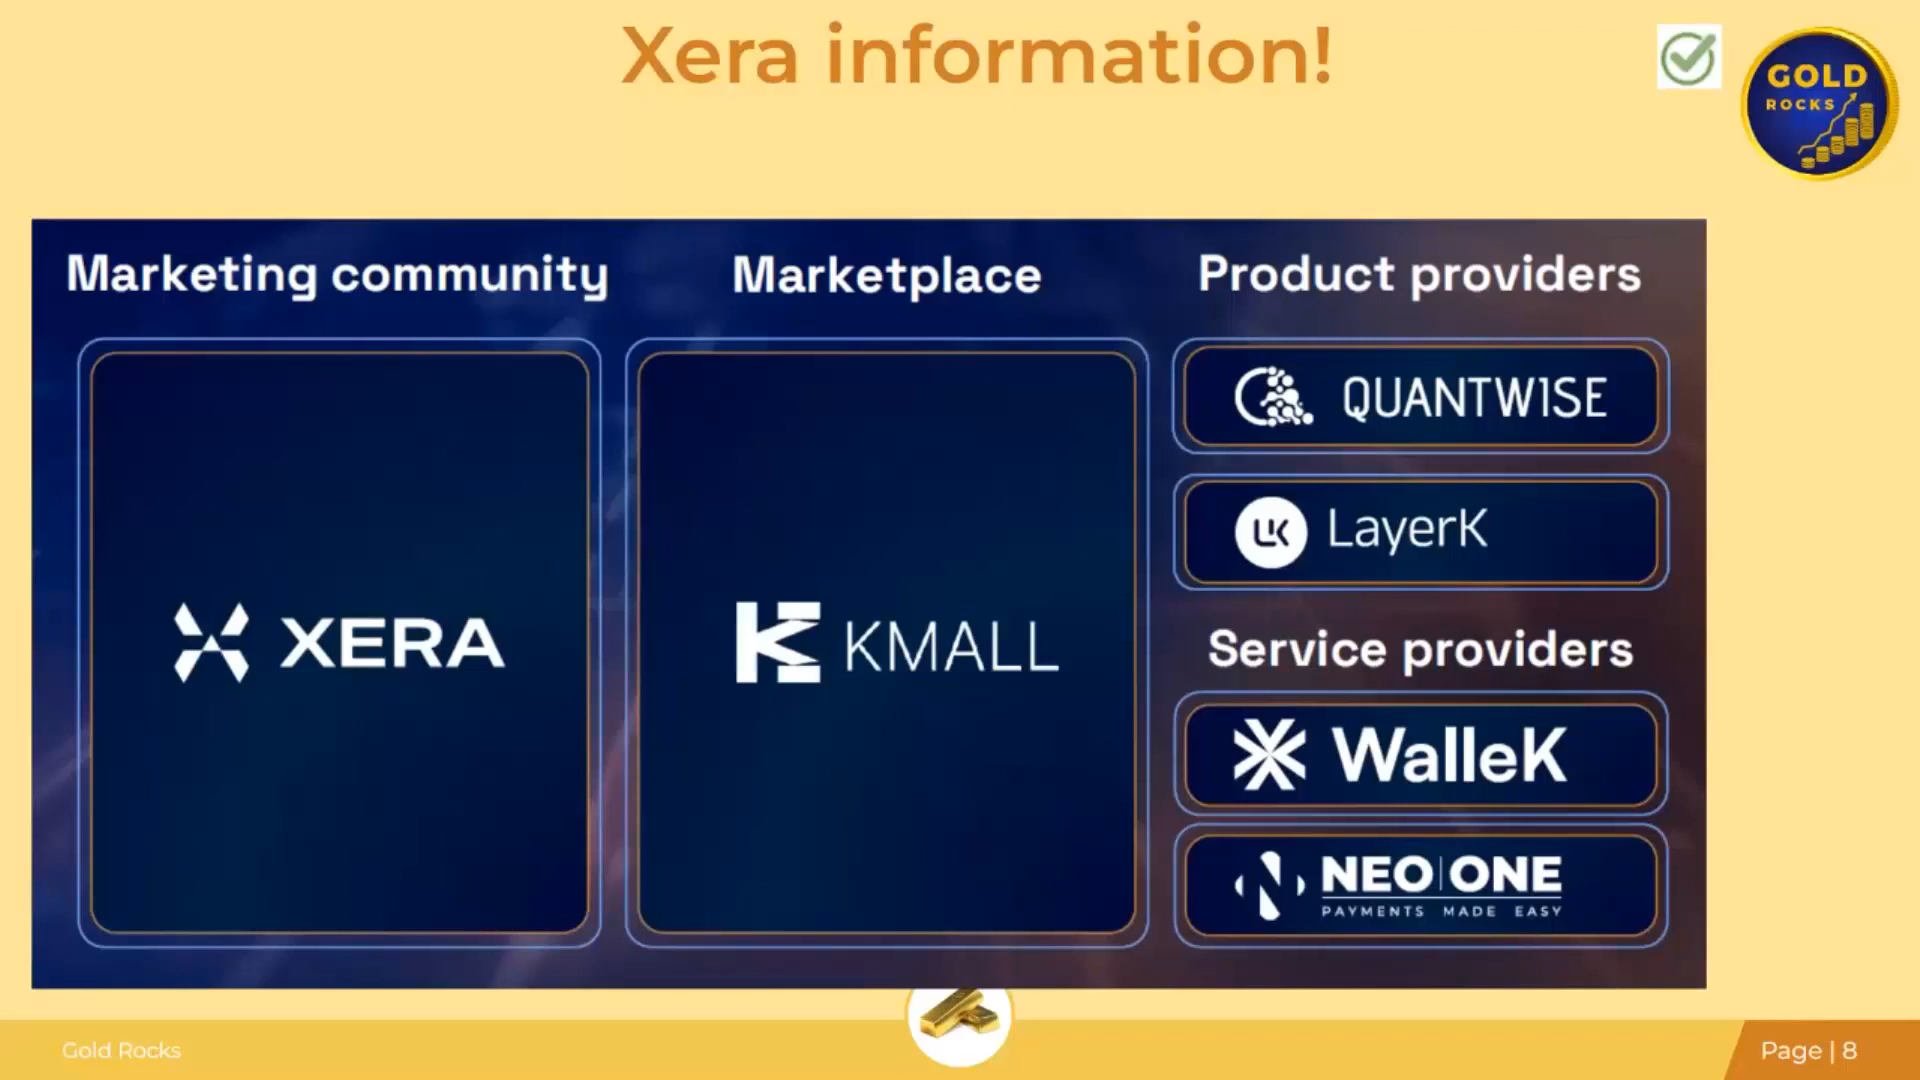 Xera information!
GOLD
ROCKS
Marketing community
Marketplace
Product providers
XERA
KMALL
QUANTWISE
LK LayerK
Service providers
WalleK
NEO|ONE
PAYMENTS MADE EASY
Gold Rocks
Page | 8